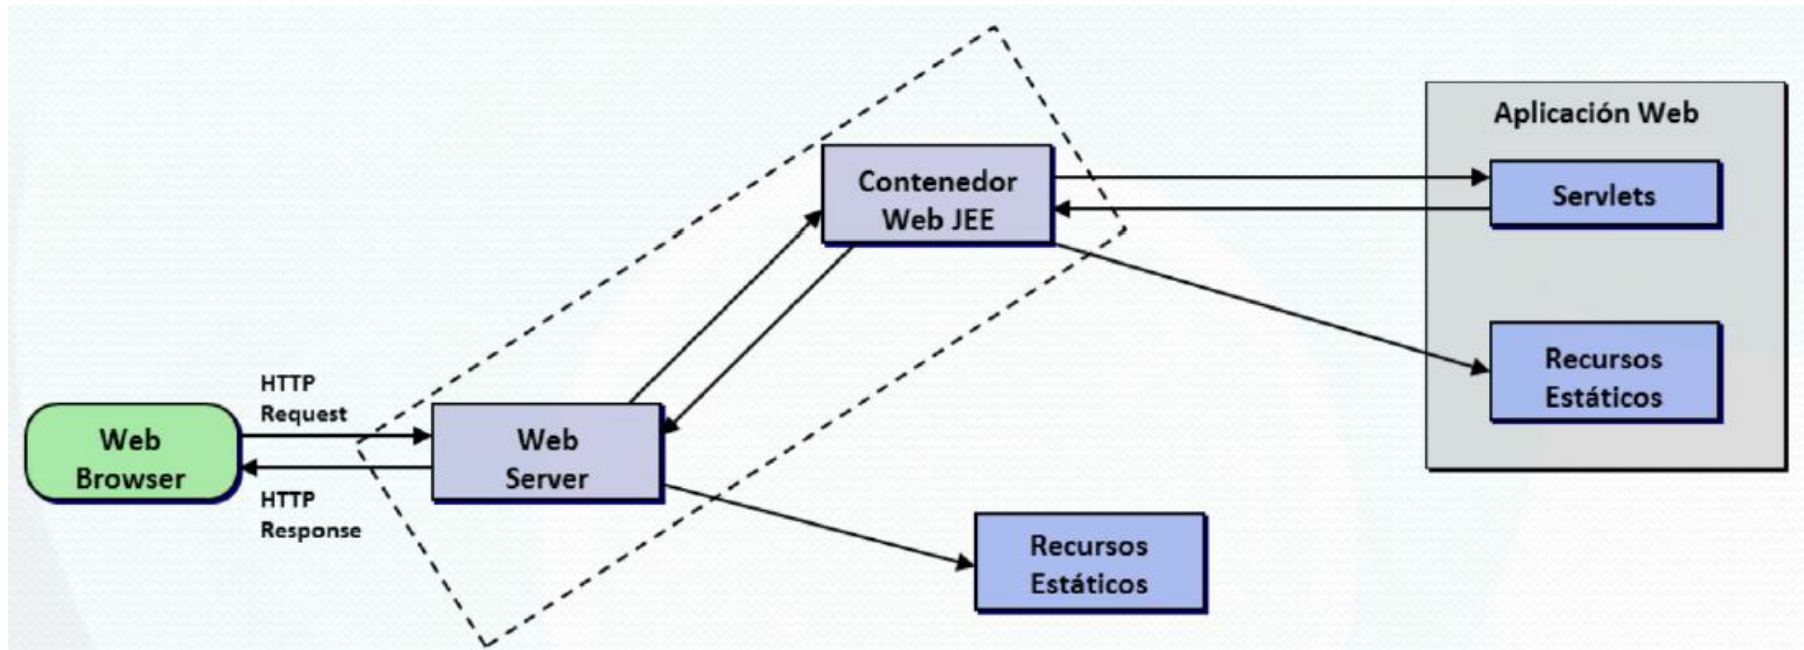 Aplicación Web
Contenedor
Web JEE
Servlets
Recursos
Estáticos
HTTP
Request
Web
Browser
Web
Server
HTTP
Response
Recursos
Estáticos